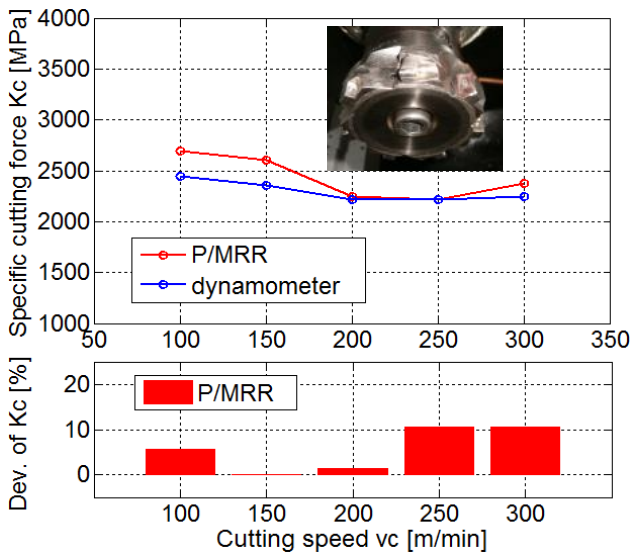 Specific cutting force Kc [MPa]
4000
3500
3000
2500
2000
1500
1000
P/MRR
dynamometer
50 100 150 200 250 300 350
Dev. of Kc [%]
20
10
0
P/MRR
100 150 200 250 300
Cutting speed vc [m/min]